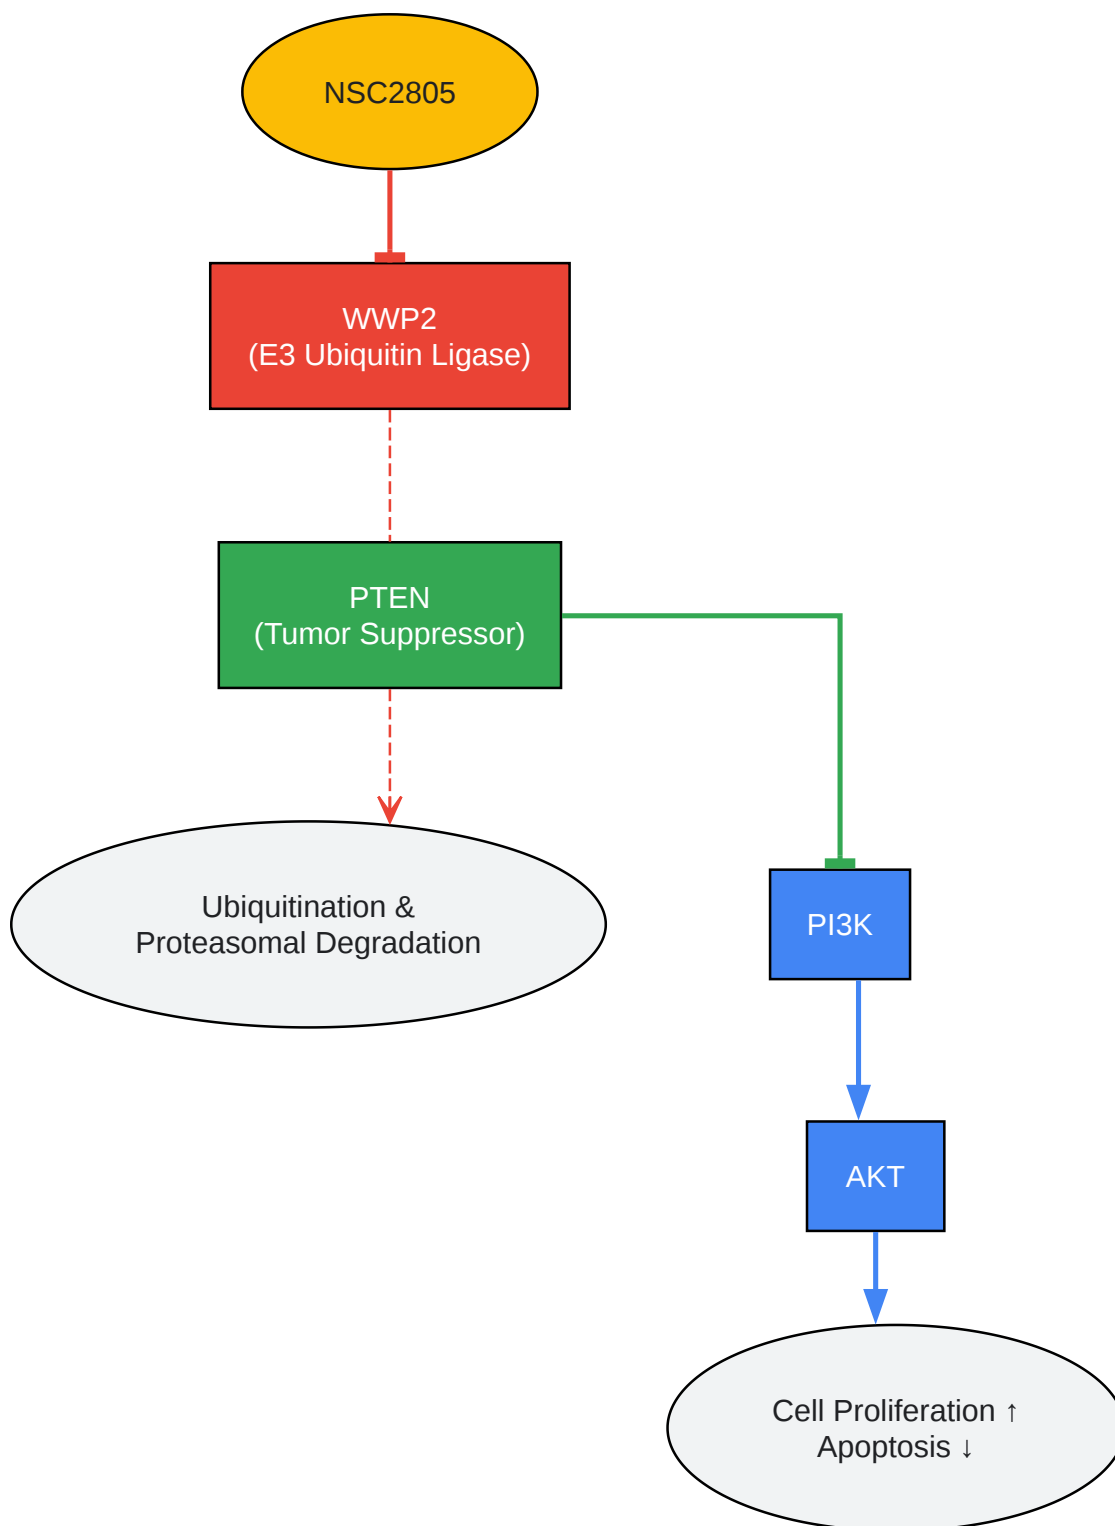 NSC2805
WWP2
(E3 Ubiquitin Ligase)
PTEN
(Tumor Suppressor)
Ubiquitination &
Proteasomal Degradation
PI3K
AKT
Cell Proliferation ↑
Apoptosis ↓